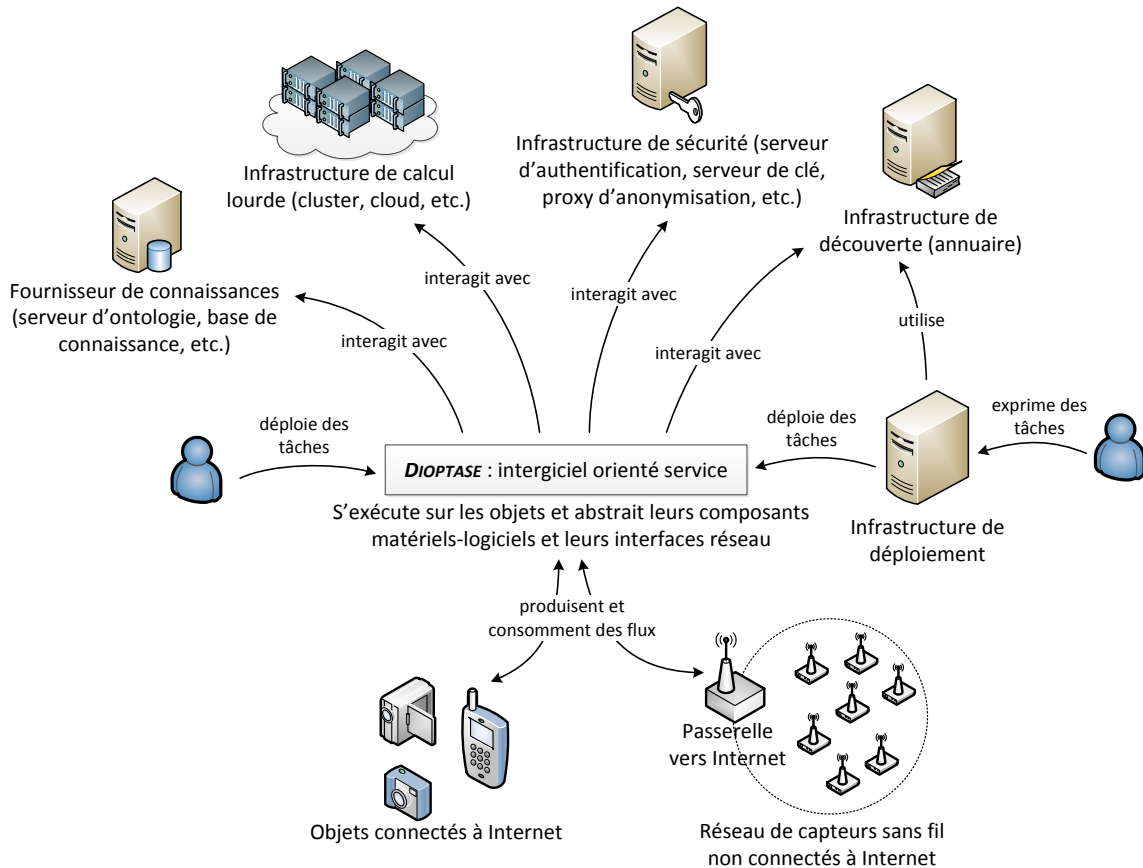 Infrastructure de calcul
lourde (cluster, cloud, etc.)
Infrastructure de sécurité (serveur
d'authentification, serveur de clé,
proxy d'anonymisation, etc.)
Infrastructure de
découverte (annuaire)
Fournisseur de connaissances
(serveur d'ontologie, base de
connaissance, etc.)
interagit avec
interagit avec
interagit avec
interagit avec
utilise
déploie des
tâches
déploie des
tâches
exprime des
tâches
DIOPTASE : intergiciel orienté service
S'exécute sur les objets et abstrait leurs composants
matériels-logiciels et leurs interfaces réseau
Infrastructure de
déploiement
produisent et
consomment des flux
Passerelle
vers Internet
Objets connectés à Internet
Réseau de capteurs sans fil
non connectés à Internet